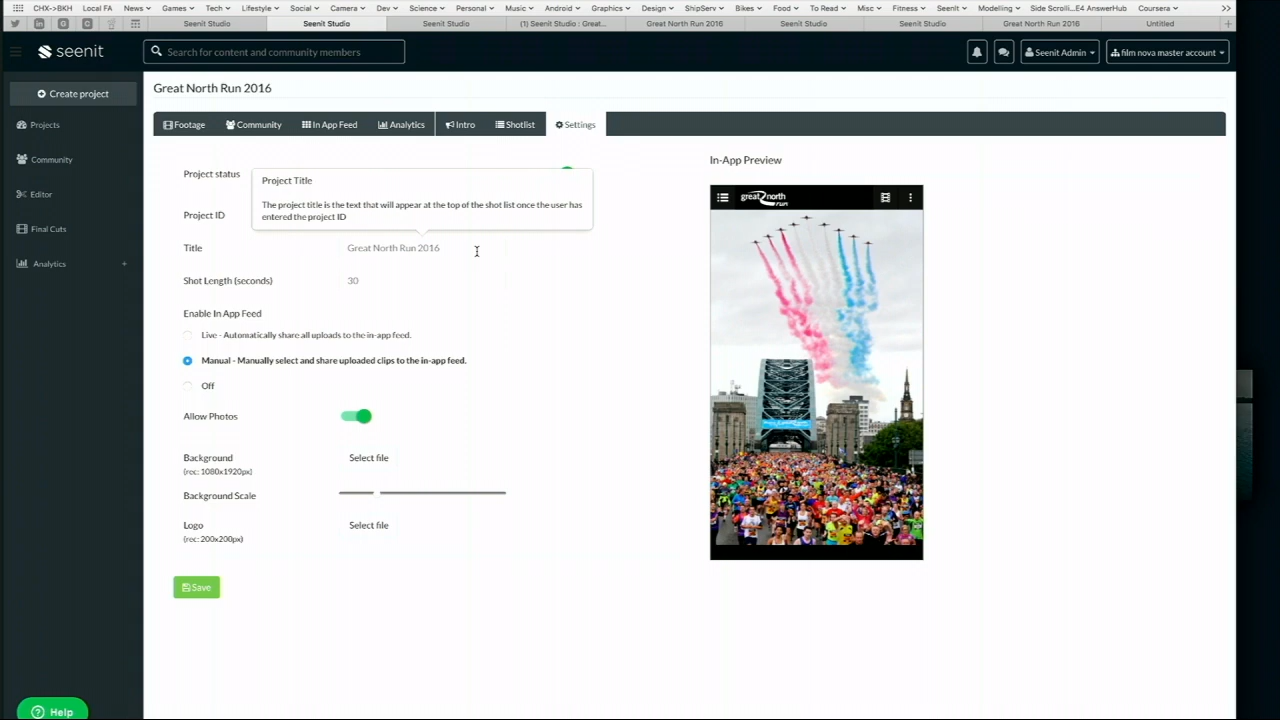 CHX->BKH Local FA News Games Tech Lifestyle Social Camera Dev Science Personal Music Android Graphics Design ShipServ Bikes Food To Read Misc Fitness Seenit Modelling Side Scrolli...E4 AnswerHub Coursera
Seenit Studio Seenit Studio Seenit Studio (1) Seenit Studio : Great... Great North Run 2016 Seenit Studio Seenit Studio Great North Run 2016 Untitled
seenit Search for content and community members Seenit Admin film nova master account
Create project
Great North Run 2016
Projects
Footage Community In App Feed Analytics Intro Shotlist Settings
Community
Editor
Final Cuts
Analytics +
Project status
Project Title
The project title is the text that will appear at the top of the shot list once the user has
entered the project ID
Project ID
Title Great North Run 2016
Shot Length (seconds) 30
Enable In App Feed
Live - Automatically share all uploads to the in-app feed.
Manual - Manually select and share uploaded clips to the in-app feed.
Off
Allow Photos
Background Select file
(rec: 1080x1920px)
Background Scale
Logo Select file
(rec: 200x200px)
Save
In-App Preview
great north
run
Help